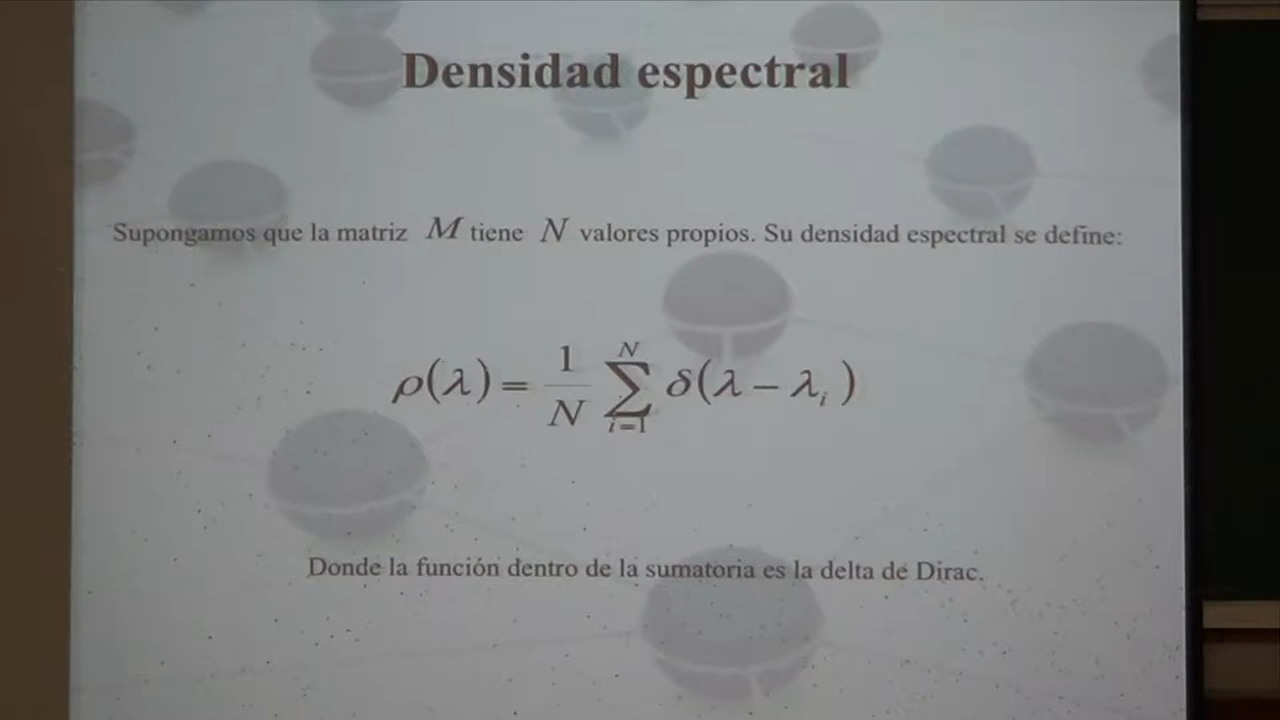 Densidad espectral
Supongamos que la matriz M tiene N valores propios. Su densidad espectral se define:
ρ(λ) = 1/N ∑_{i=1}^{N} δ(λ − λ_i)
Donde la función dentro de la sumatoria es la delta de Dirac.